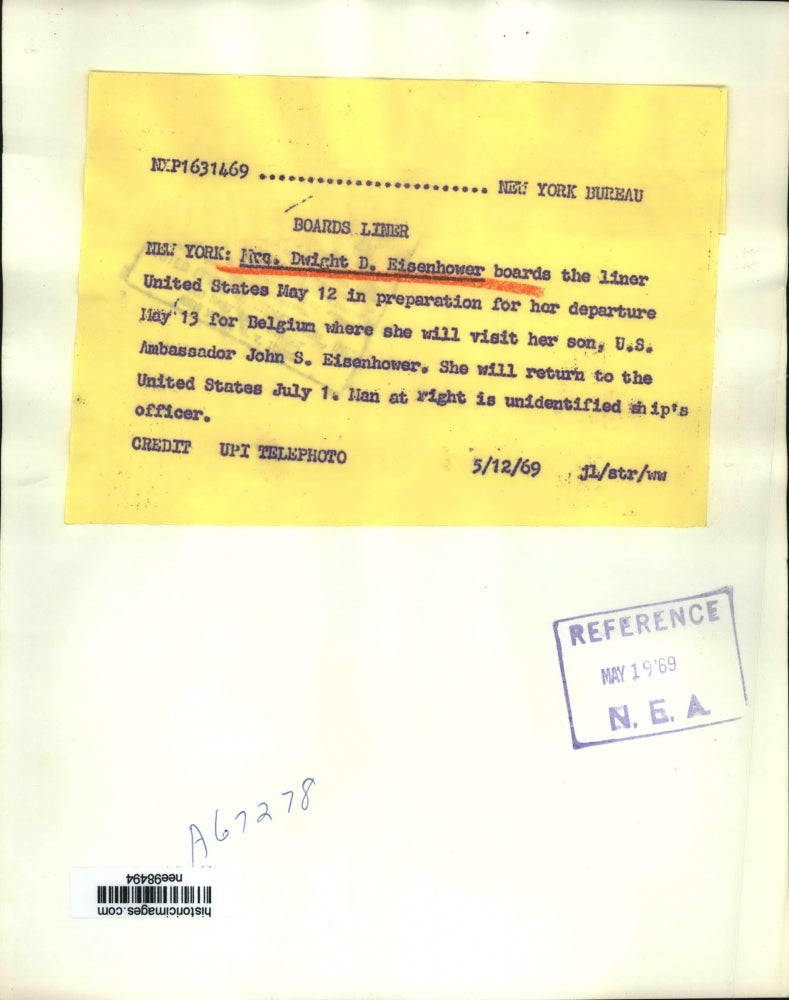 NXP1631469 ........................ NEW YORK BUREAU
BOARDS LINER
NEW YORK: Mrs. Dwight D. Eisenhower boards the liner
United States May 12 in preparation for her departure
May 13 for Belgium where she will visit her son, U.S.
Ambassador John S. Eisenhower. She will return to the
United States July 1. Man at right is unidentified ship's
officer.
CREDIT UPI TELEPHOTO 5/12/69 jl/str/ww
REFERENCE
MAY 19'69
N. E. A.
A67278
historicimages.com
nee98494